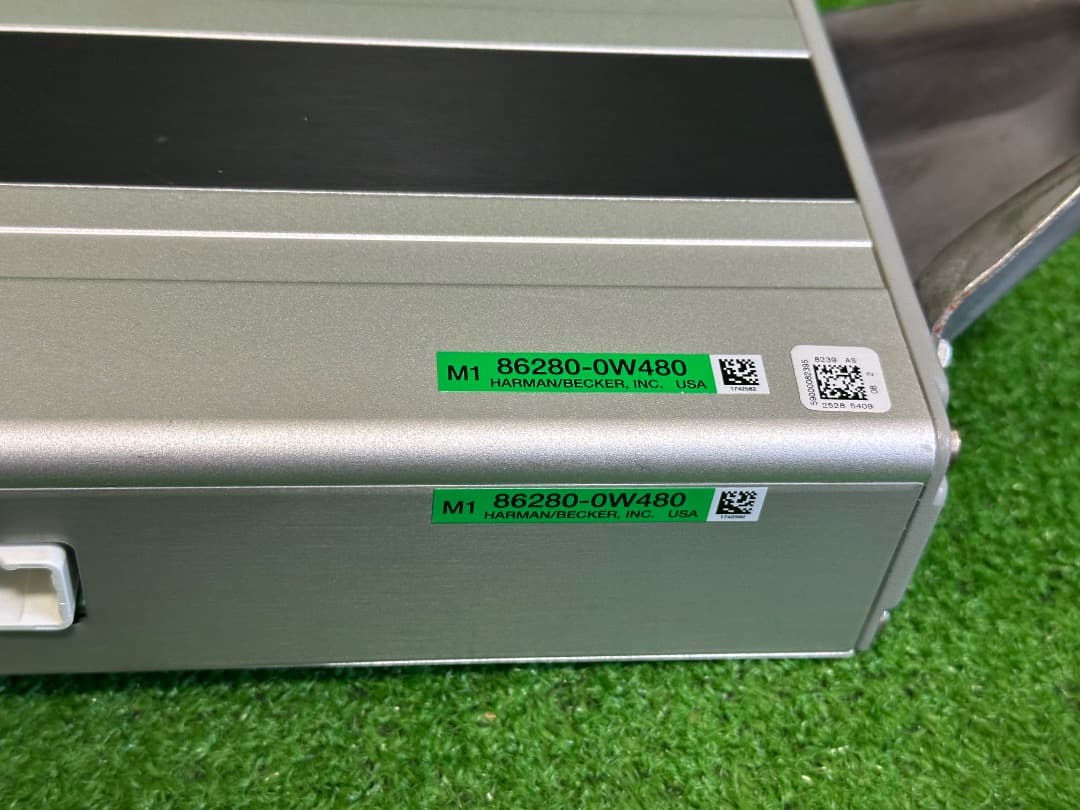 M1 86280-0W480
HARMAN/BECKER, INC. USA
1742582
8239 AS
59000082395
08 2
2528 5409
M1 86280-0W480
HARMAN/BECKER, INC. USA
1742582